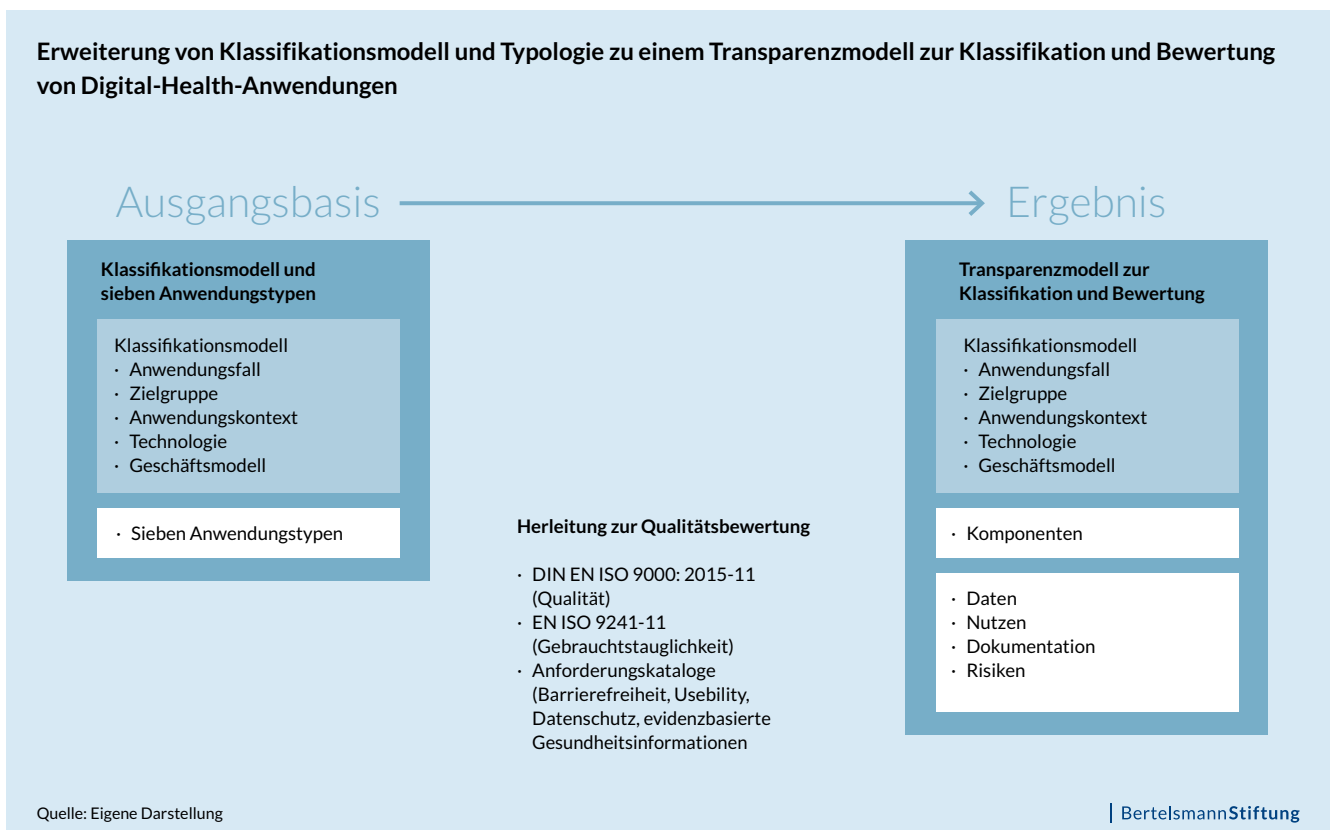 Erweiterung von Klassifikationsmodell und Typologie zu einem Transparenzmodell zur Klassifikation und Bewertung
von Digital-Health-Anwendungen
Ausgangsbasis
Ergebnis
Klassifikationsmodell und
sieben Anwendungstypen
Klassifikationsmodell
· Anwendungsfall
· Zielgruppe
· Anwendungskontext
· Technologie
· Geschäftsmodell
· Sieben Anwendungstypen
Herleitung zur Qualitätsbewertung
· DIN EN ISO 9000: 2015-11
(Qualität)
· EN ISO 9241-11
(Gebrauchtstauglichkeit)
· Anforderungskataloge
(Barrierefreiheit, Usebility,
Datenschutz, evidenzbasierte
Gesundheitsinformationen
Transparenzmodell zur
Klassifikation und Bewertung
Klassifikationsmodell
· Anwendungsfall
· Zielgruppe
· Anwendungskontext
· Technologie
· Geschäftsmodell
· Komponenten
· Daten
· Nutzen
· Dokumentation
· Risiken
Quelle: Eigene Darstellung
BertelsmannStiftung